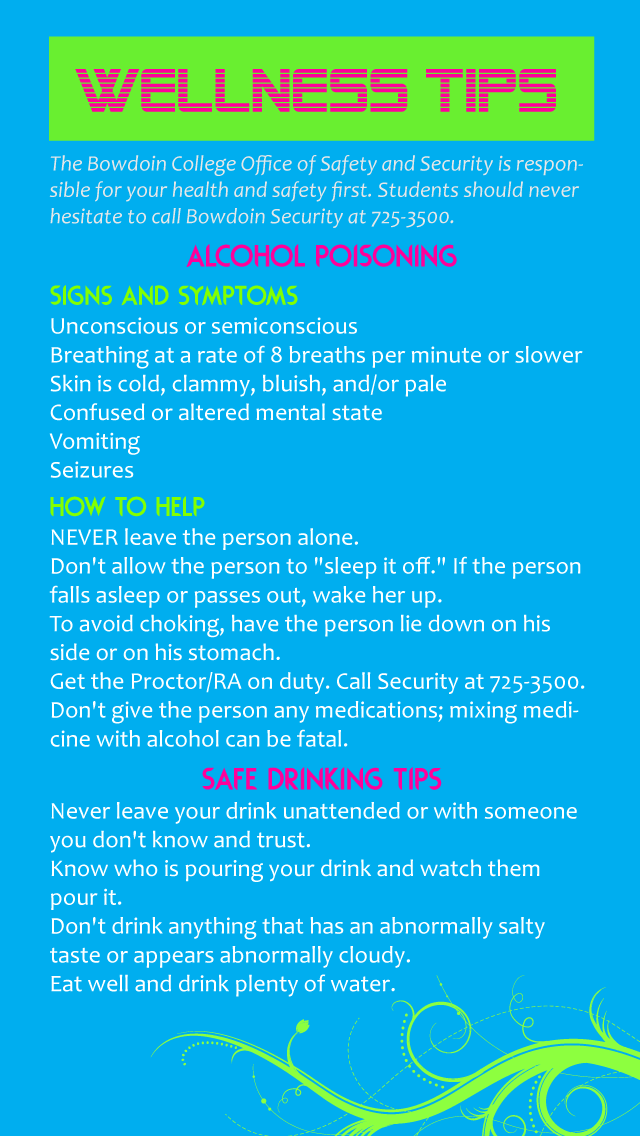 WELLNESS TIPS
The Bowdoin College Office of Safety and Security is respon-
sible for your health and safety first. Students should never
hesitate to call Bowdoin Security at 725-3500.
ALCOHOL POISONING
SIGNS AND SYMPTOMS
Unconscious or semiconscious
Breathing at a rate of 8 breaths per minute or slower
Skin is cold, clammy, bluish, and/or pale
Confused or altered mental state
Vomiting
Seizures
HOW TO HELP
NEVER leave the person alone.
Don't allow the person to "sleep it off." If the person
falls asleep or passes out, wake her up.
To avoid choking, have the person lie down on his
side or on his stomach.
Get the Proctor/RA on duty. Call Security at 725-3500.
Don't give the person any medications; mixing medi-
cine with alcohol can be fatal.
SAFE DRINKING TIPS
Never leave your drink unattended or with someone
you don't know and trust.
Know who is pouring your drink and watch them
pour it.
Don't drink anything that has an abnormally salty
taste or appears abnormally cloudy.
Eat well and drink plenty of water.